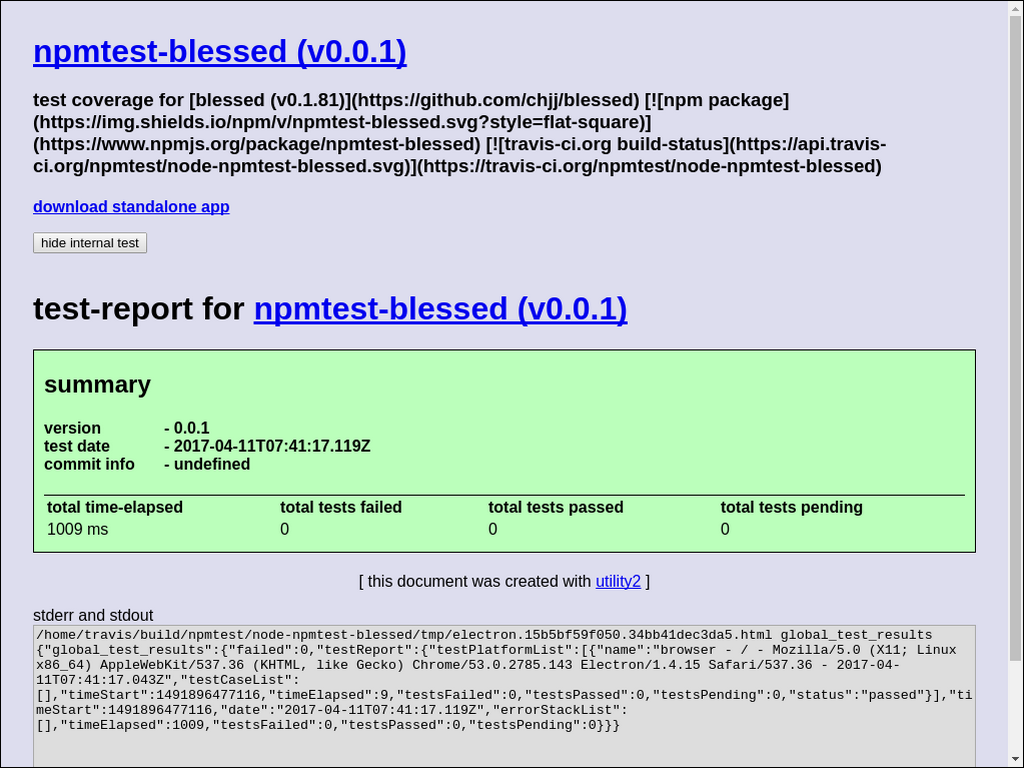 npmtest-blessed (v0.0.1)
test coverage for [blessed (v0.1.81)](https://github.com/chjj/blessed) [![npm package]
(https://img.shields.io/npm/v/npmtest-blessed.svg?style=flat-square)]
(https://www.npmjs.org/package/npmtest-blessed) [![travis-ci.org build-status](https://api.travis-
ci.org/npmtest/node-npmtest-blessed.svg)](https://travis-ci.org/npmtest/node-npmtest-blessed)
download standalone app
hide internal test
test-report for npmtest-blessed (v0.0.1)
summary
version - 0.0.1
test date - 2017-04-11T07:41:17.119Z
commit info - undefined
total time-elapsed total tests failed total tests passed total tests pending
1009 ms 0 0 0
[ this document was created with utility2 ]
stderr and stdout
/home/travis/build/npmtest/node-npmtest-blessed/tmp/electron.15b5bf59f050.34bb41dec3da5.html global_test_results
{"global_test_results":{"failed":0,"testReport":{"testPlatformList":[{"name":"browser - / - Mozilla/5.0 (X11; Linux
x86_64) AppleWebKit/537.36 (KHTML, like Gecko) Chrome/53.0.2785.143 Electron/1.4.15 Safari/537.36 - 2017-04-
11T07:41:17.043Z","testCaseList":
[],"timeStart":1491896477116,"timeElapsed":9,"testsFailed":0,"testsPassed":0,"testsPending":0,"status":"passed"}],"ti
meStart":1491896477116,"date":"2017-04-11T07:41:17.119Z","errorStackList":
[],"timeElapsed":1009,"testsFailed":0,"testsPassed":0,"testsPending":0}}}